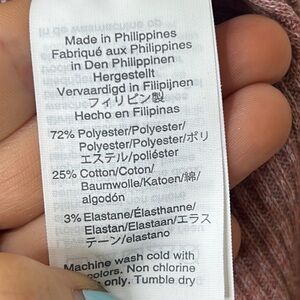 Made in Philippines
Fabriqué aux Philippines
in Den Philippinen
Hergestellt
Vervaardigd in Filipijnen
フィリピン製
Hecho en Filipinas
72% Polyester/Polyester/
Polyester/Polyester/ポリ
エステル/poliéster
25% Cotton/Coton/
Baumwolle/Katoen/綿/
algodón
3% Elastane/Élasthanne/
Elastan/Elastaan/エラス
テーン/elastano
Machine wash cold with
colors. Non chlorine
only. Tumble dry